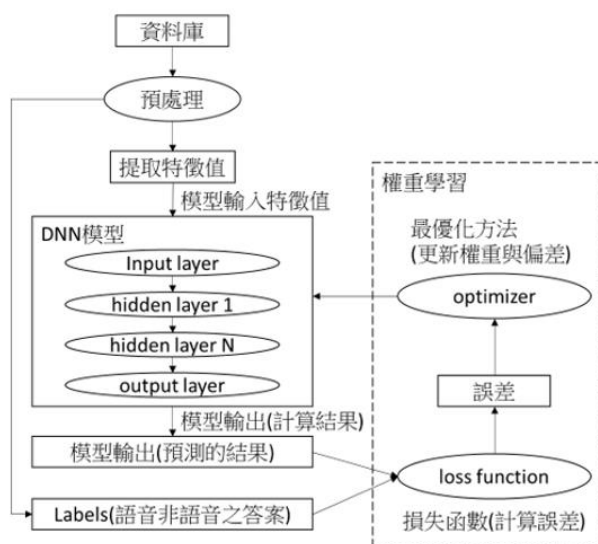 資料庫
預處理
提取特徵值
模型輸入特徵值
DNN模型
Input layer
hidden layer 1
hidden layer N
output layer
模型輸出(計算結果)
模型輸出(預測的結果)
Labels(語音非語音之答案)
權重學習
最優化方法
(更新權重與偏差)
optimizer
誤差
loss function
損失函數(計算誤差)